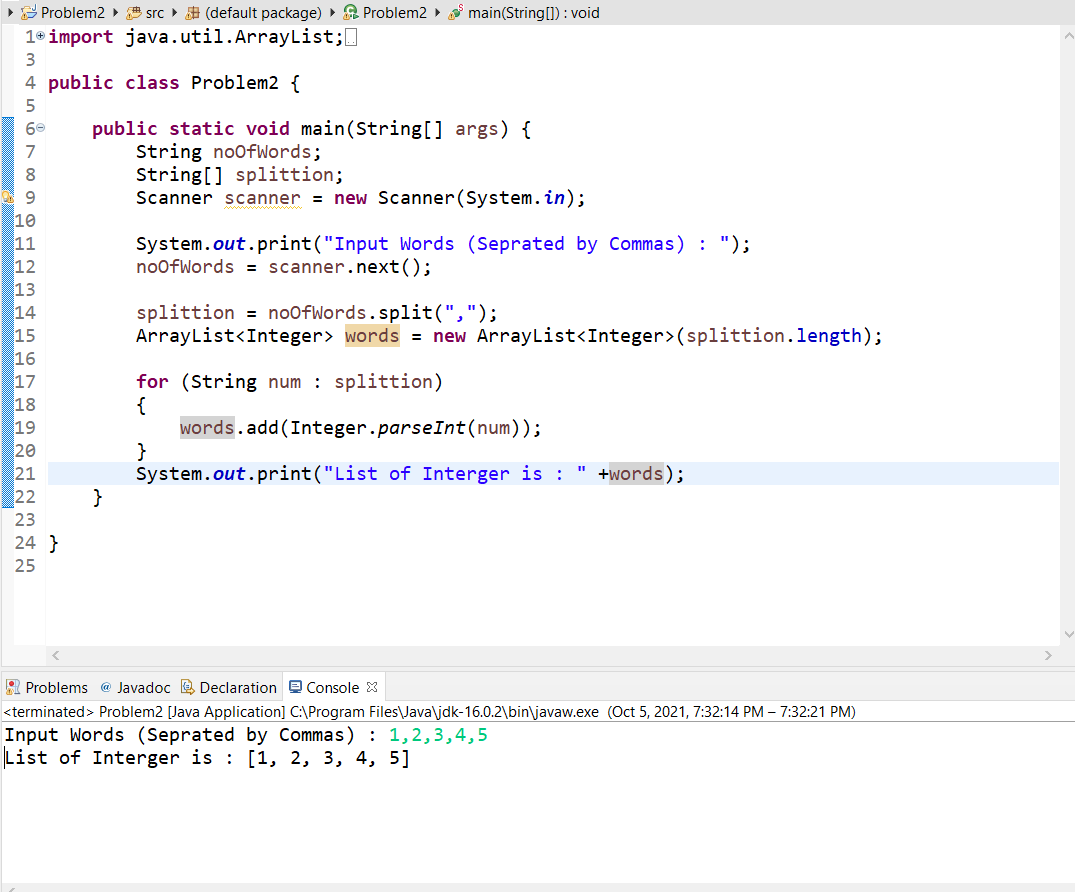 Problem2 src (default package) Problem2 main(String[]) : void
1 import java.util.ArrayList;
3
4 public class Problem2 {
5
6     public static void main(String[] args) {
7         String noOfWords;
8         String[] splittion;
9         Scanner scanner = new Scanner(System.in);
10
11         System.out.print("Input Words (Seprated by Commas) : ");
12         noOfWords = scanner.next();
13
14         splittion = noOfWords.split(",");
15         ArrayList<Integer> words = new ArrayList<Integer>(splittion.length);
16
17         for (String num : splittion)
18         {
19             words.add(Integer.parseInt(num));
20         }
21         System.out.print("List of Interger is : " +words);
22     }
23
24 }
25
Problems @ Javadoc Declaration Console
<terminated> Problem2 [Java Application] C:\Program Files\Java\jdk-16.0.2\bin\javaw.exe (Oct 5, 2021, 7:32:14 PM – 7:32:21 PM)
Input Words (Seprated by Commas) : 1,2,3,4,5
List of Interger is : [1, 2, 3, 4, 5]